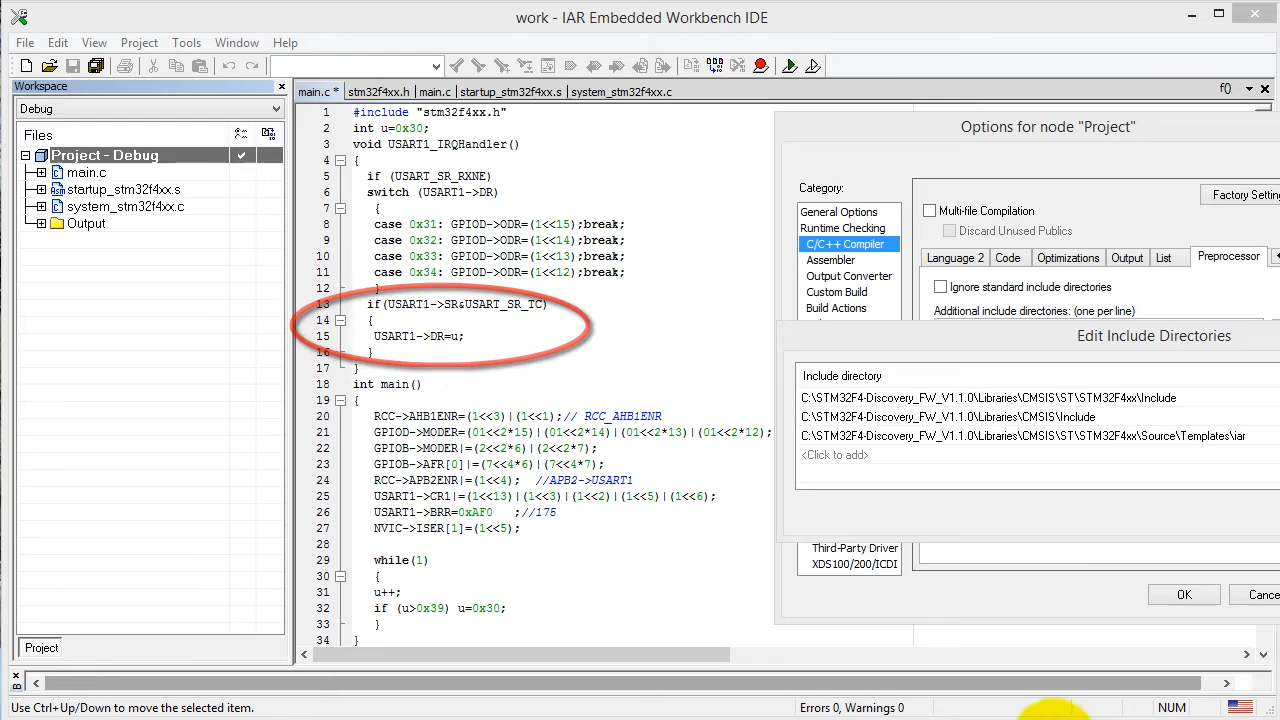 work - IAR Embedded Workbench IDE
File Edit View Project Tools Window Help
Workspace
Debug
Files
Project - Debug
main.c
startup_stm32f4xx.s
system_stm32f4xx.c
Output
Project
main.c * stm32f4xx.h main.c startup_stm32f4xx.s system_stm32f4xx.c f()
1 #include "stm32f4xx.h"
2 int u=0x30;
3 void USART1_IRQHandler()
4 {
5 if (USART_SR_RXNE)
6 switch (USART1->DR)
7 {
8 case 0x31: GPIOD->ODR=(1<<15);break;
9 case 0x32: GPIOD->ODR=(1<<14);break;
10 case 0x33: GPIOD->ODR=(1<<13);break;
11 case 0x34: GPIOD->ODR=(1<<12);break;
12 }
13 if(USART1->SR&USART_SR_TC)
14 {
15 USART1->DR=u;
16 }
17 }
18 int main()
19 {
20 RCC->AHB1ENR=(1<<3)|(1<<1);// RCC_AHB1ENR
21 GPIOD->MODER=(01<<2*15)|(01<<2*14)|(01<<2*13)|(01<<2*12);
22 GPIOB->MODER|=(2<<2*6)|(2<<2*7);
23 GPIOB->AFR[0]|=(7<<4*6)|(7<<4*7);
24 RCC->APB2ENR|=(1<<4); //APB2->USART1
25 USART1->CR1|=(1<<13)|(1<<3)|(1<<2)|(1<<5)|(1<<6);
26 USART1->BRR=0xAF0 ;//175
27 NVIC->ISER[1]=(1<<5);
28
29 while(1)
30 {
31 u++;
32 if (u>0x39) u=0x30;
33 }
34 }
Options for node "Project"
Category:
General Options
Runtime Checking
C/C++ Compiler
Assembler
Output Converter
Custom Build
Build Actions
Factory Setting
Multi-file Compilation
Discard Unused Publics
Language 2 Code Optimizations Output List Preprocessor
Ignore standard include directories
Additional include directories: (one per line)
Edit Include Directories
Include directory
C:\STM32F4-Discovery_FW_V1.1.0\Libraries\CMSIS\ST\STM32F4xx\Include
C:\STM32F4-Discovery_FW_V1.1.0\Libraries\CMSIS\Include
C:\STM32F4-Discovery_FW_V1.1.0\Libraries\CMSIS\ST\STM32F4xx\Source\Templates\iar
<Click to add>
Third-Party Driver
XDS100/200/ICDI
OK Cance
Use Ctrl+Up/Down to move the selected item. Errors 0, Warnings 0 NUM